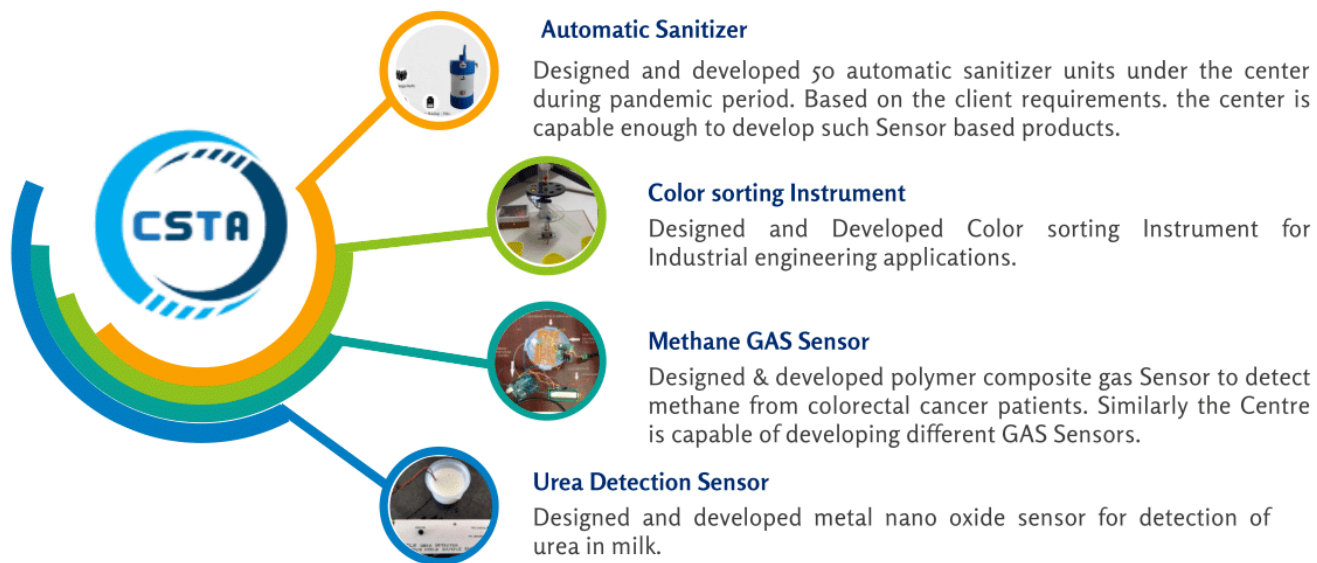 CSTA
Automatic Sanitizer
Designed and developed 50 automatic sanitizer units under the center
during pandemic period. Based on the client requirements. the center is
capable enough to develop such Sensor based products.
Color sorting Instrument
Designed and Developed Color sorting Instrument for
Industrial engineering applications.
Methane GAS Sensor
Designed & developed polymer composite gas Sensor to detect
methane from colorectal cancer patients. Similarly the Centre
is capable of developing different GAS Sensors.
Urea Detection Sensor
Designed and developed metal nano oxide sensor for detection of
urea in milk.